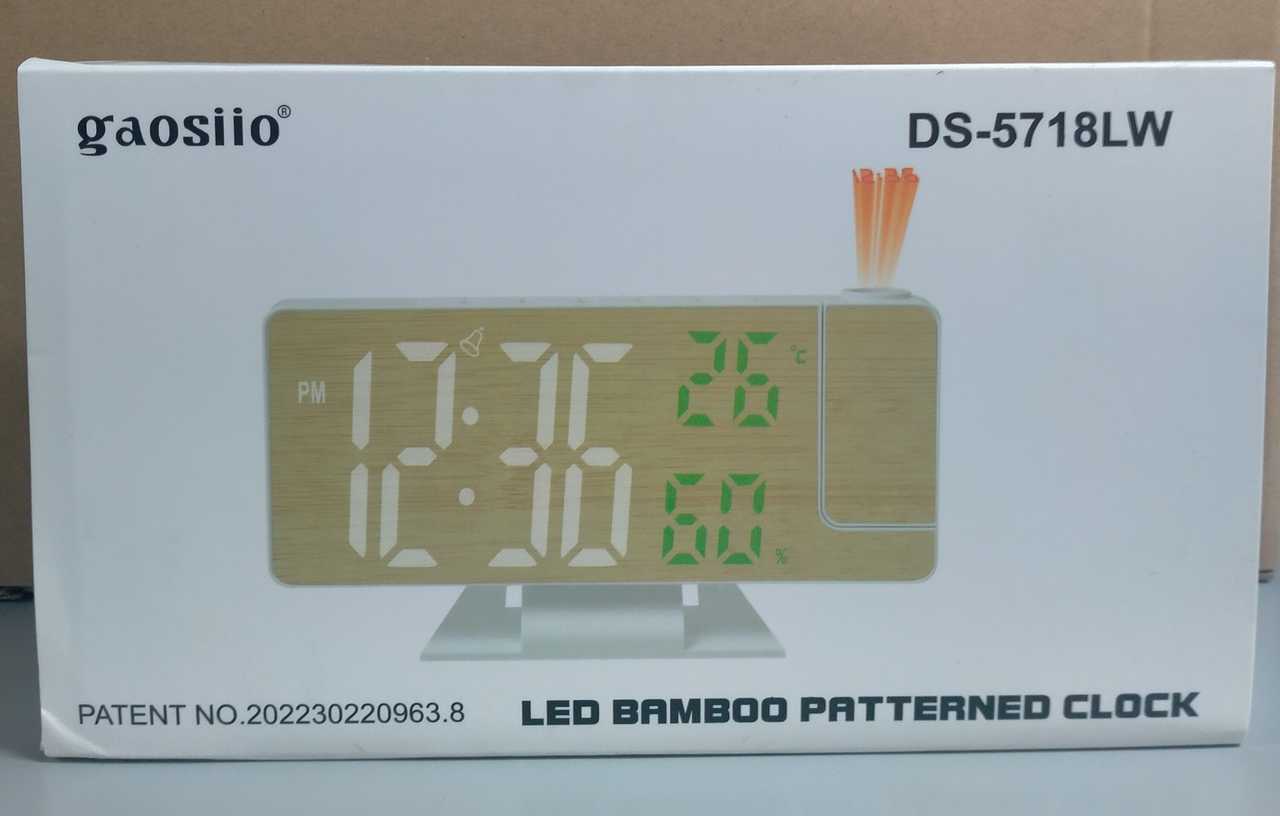 gaosiio®
DS-5718LW
PM
12:36
26 °C
60 %
PATENT NO.202230220963.8
LED BAMBOO PATTERNED CLOCK